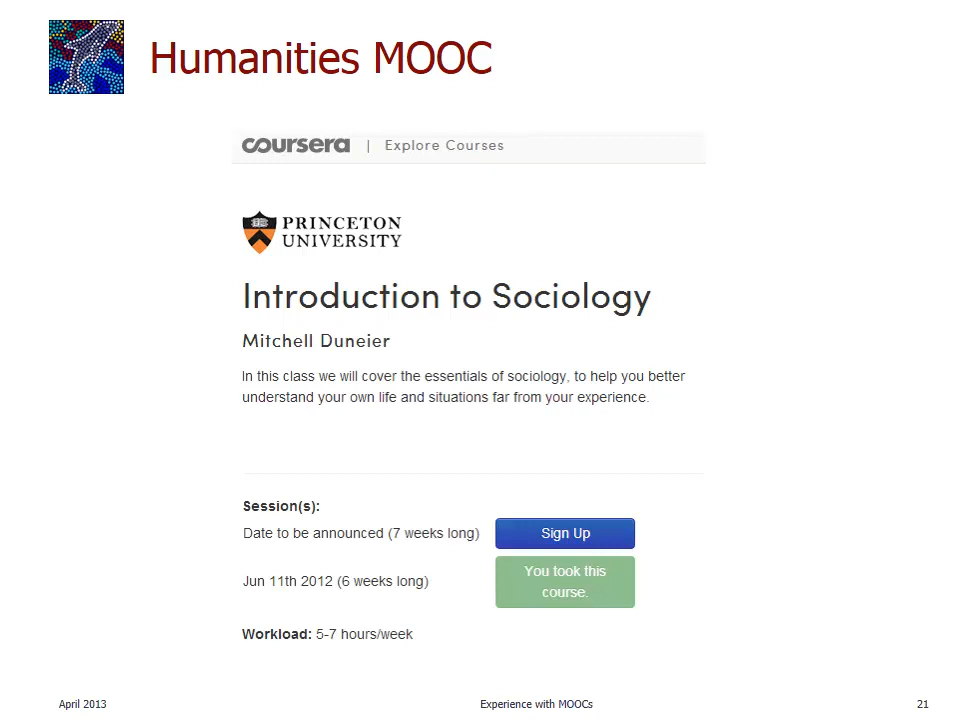 Humanities MOOC
coursera | Explore Courses
PRINCETON
UNIVERSITY
Introduction to Sociology
Mitchell Duneier
In this class we will cover the essentials of sociology, to help you better
understand your own life and situations far from your experience.
Session(s):
Date to be announced (7 weeks long) Sign Up
You took this
Jun 11th 2012 (6 weeks long)
course.
Workload: 5-7 hours/week
April 2013 Experience with MOOCs 21